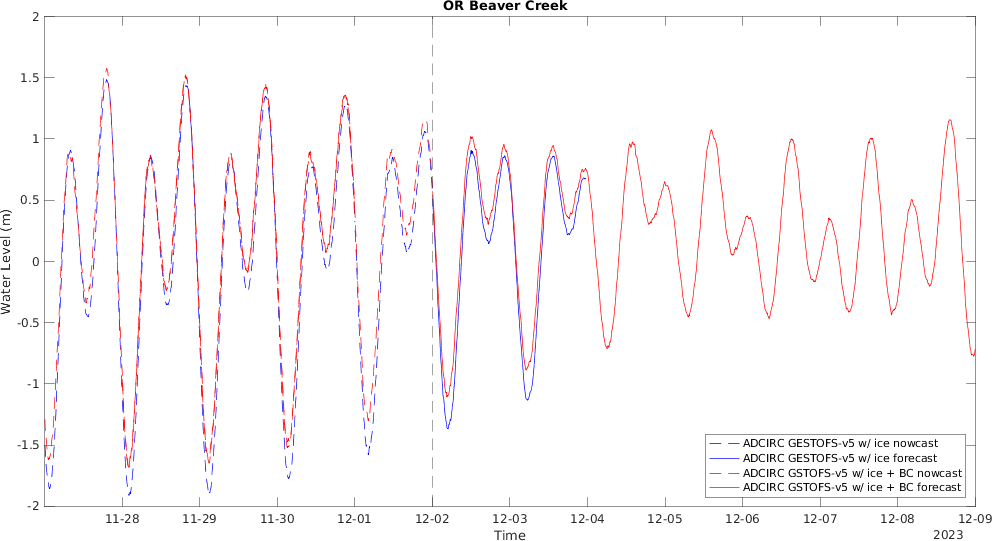 OR Beaver Creek
2
1.5
1
0.5
0
-0.5
-1
-1.5
-2
Water Level (m)
ADCIRC GESTOFS-v5 w/ ice nowcast
ADCIRC GESTOFS-v5 w/ ice forecast
ADCIRC GSTOFS-v5 w/ ice + BC nowcast
ADCIRC GSTOFS-v5 w/ ice + BC forecast
11-28 11-29 11-30 12-01 12-02 12-03 12-04 12-05 12-06 12-07 12-08 12-09
Time
2023